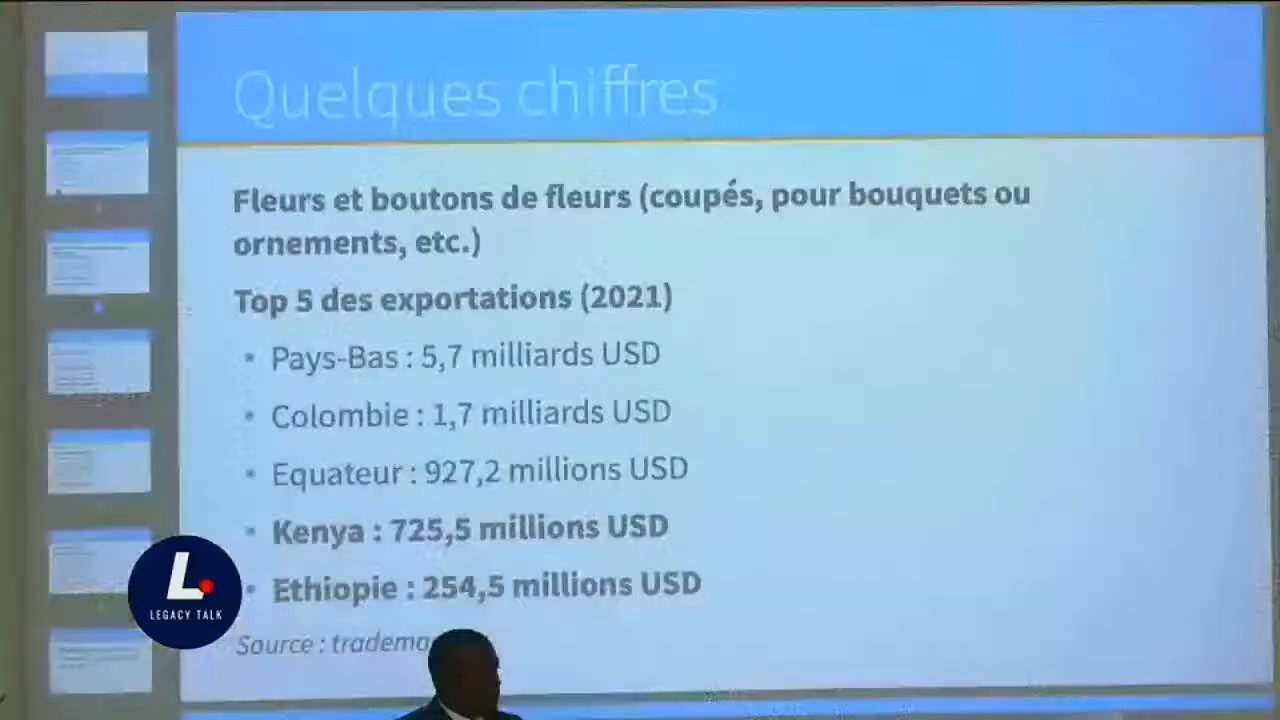 Quelques chiffres
Fleurs et boutons de fleurs (coupés, pour bouquets ou
ornements, etc.)
Top 5 des exportations (2021)
• Pays-Bas : 5,7 milliards USD
• Colombie : 1,7 milliards USD
• Equateur : 927,2 millions USD
• Kenya : 725,5 millions USD
• Ethiopie : 254,5 millions USD
Source :
L.
LEGACY TALK